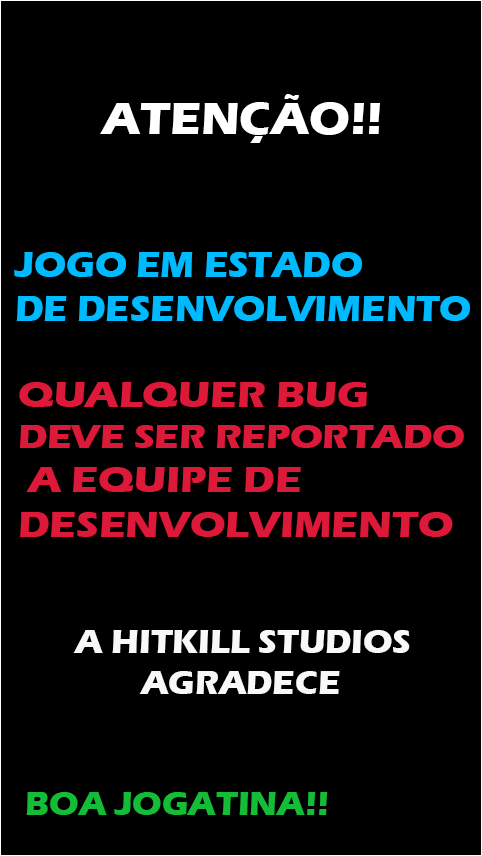 ATENÇÃO!!
JOGO EM ESTADO
DE DESENVOLVIMENTO
QUALQUER BUG
DEVE SER REPORTADO
A EQUIPE DE
DESENVOLVIMENTO
A HITKILL STUDIOS
AGRADECE
BOA JOGATINA!!